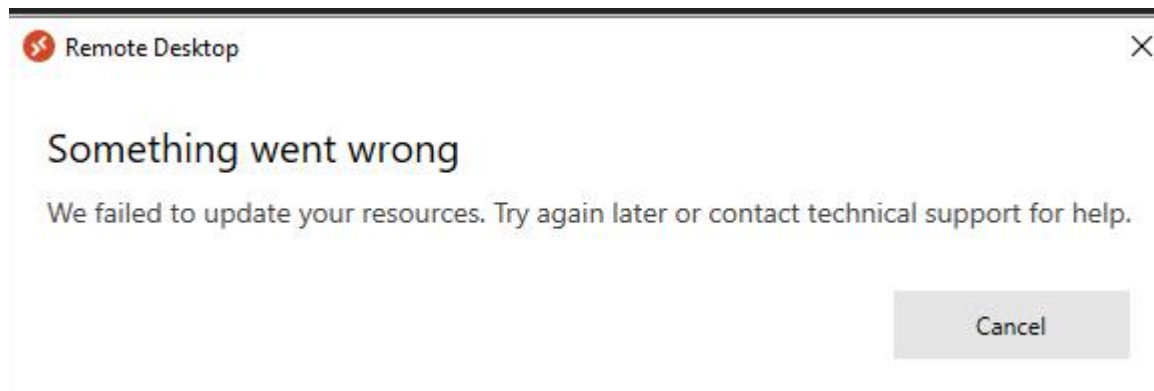 Remote Desktop
Something went wrong
We failed to update your resources. Try again later or contact technical support for help.
Cancel